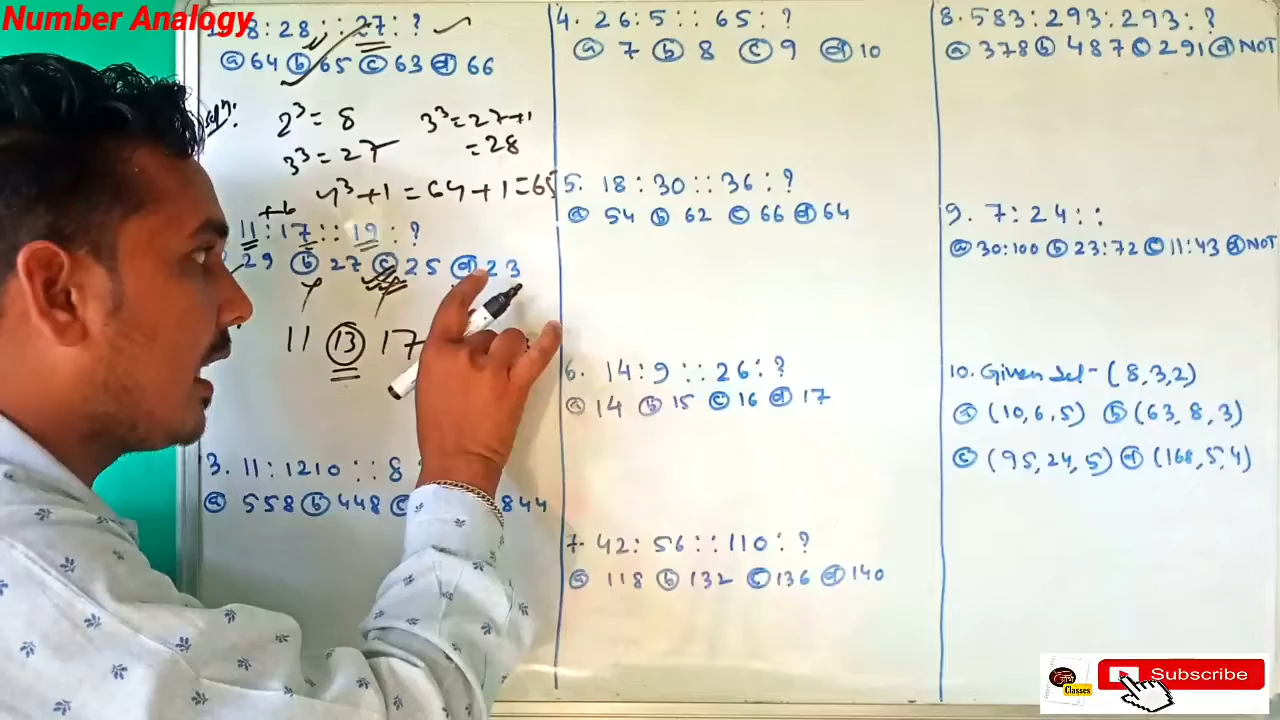 Number Analogy
8:28::27:?
ⓐ 64 ⓑ 65 ⓒ 63 ⓓ 66
2³ = 8 3³ = 27+1
3³ = 27 = 28
4³ + 1 = 64 + 1 = 65
+6
11:17::19:?
29 ⓑ 27 ⓒ 25 ⓓ 23
11 13 17
3. 11:1210::8
ⓐ 558 ⓑ 448 ⓒ 844
4. 26:5::65:?
ⓐ 7 ⓑ 8 ⓒ 9 ⓓ 10
5. 18:30::36:?
ⓐ 54 ⓑ 62 ⓒ 66 ⓓ 64
6. 14:9::26:?
ⓐ 14 ⓑ 15 ⓒ 16 ⓓ 17
7. 42:56::110:?
ⓐ 118 ⓑ 132 ⓒ 136 ⓓ 140
8. 583:293:293:?
ⓐ 378 ⓑ 487 ⓒ 291 ⓓ NOT
9. 7:24::
ⓐ 30:100 ⓑ 23:72 ⓒ 11:43 ⓓ NOT
10. Given Set - (8,3,2)
ⓐ (10,6,5) ⓑ (63,8,3)
ⓒ (95,24,5) ⓓ (168,5,4)
Classes
Subscribe